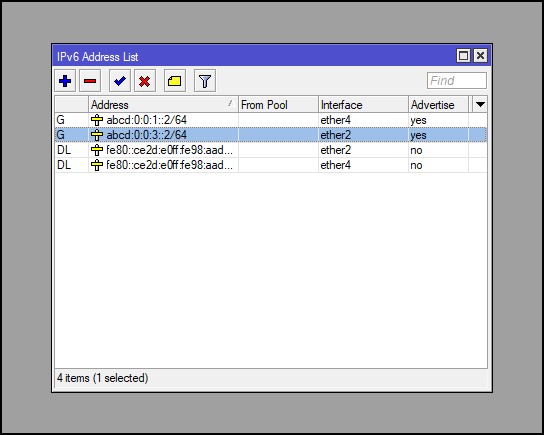 IPv6 Address List
Find
Address From Pool Interface Advertise
G abcd:0:0:1::2/64 ether4 yes
G abcd:0:0:3::2/64 ether2 yes
DL fe80::ce2d:e0ff:fe98:aad... ether2 no
DL fe80::ce2d:e0ff:fe98:aad... ether4 no
4 items (1 selected)